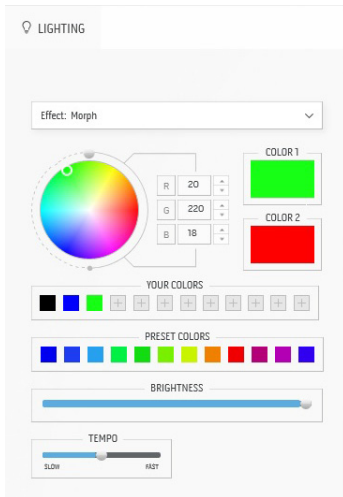 LIGHTING
Effect: Morph
COLOR 1
R 20
G 220
B 18
COLOR 2
YOUR COLORS
PRESET COLORS
BRIGHTNESS
TEMPO
SLOW FAST